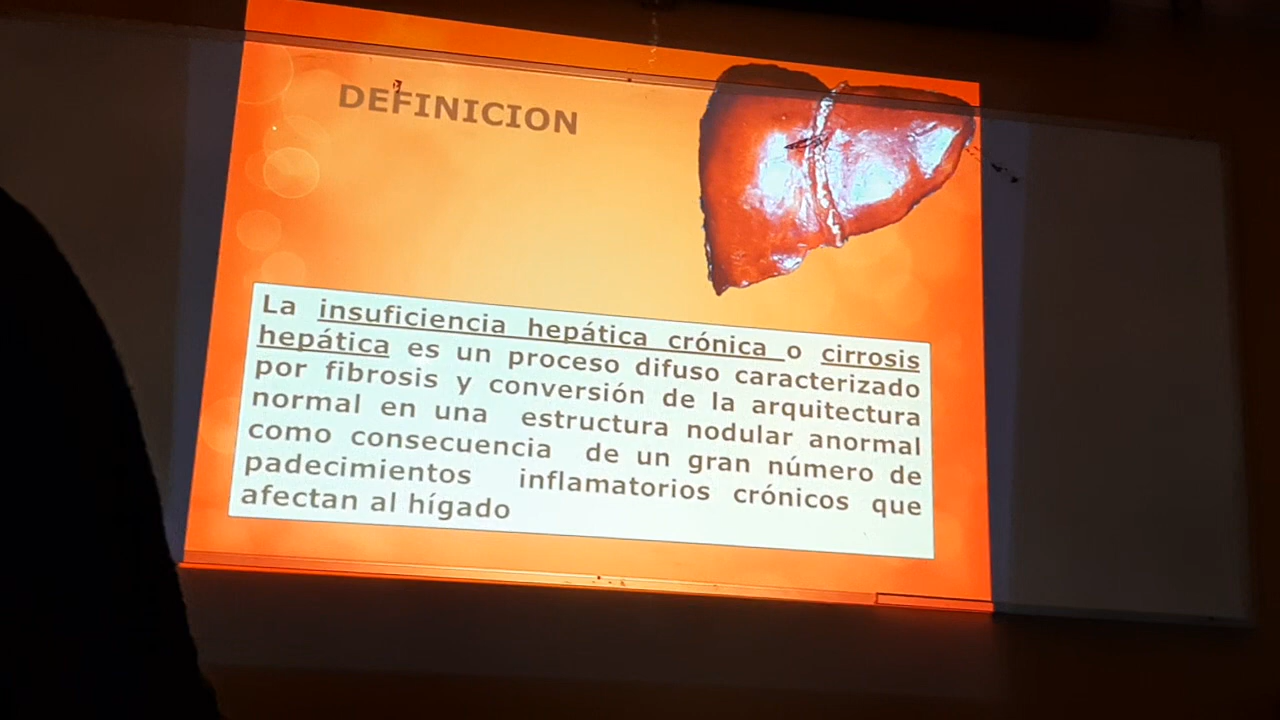 DEFINICION
La insuficiencia hepática crónica o cirrosis
hepática es un proceso difuso caracterizado
por fibrosis y conversión de la arquitectura
normal en una estructura nodular anormal
como consecuencia de un gran número de
padecimientos inflamatorios crónicos que
afectan al hígado